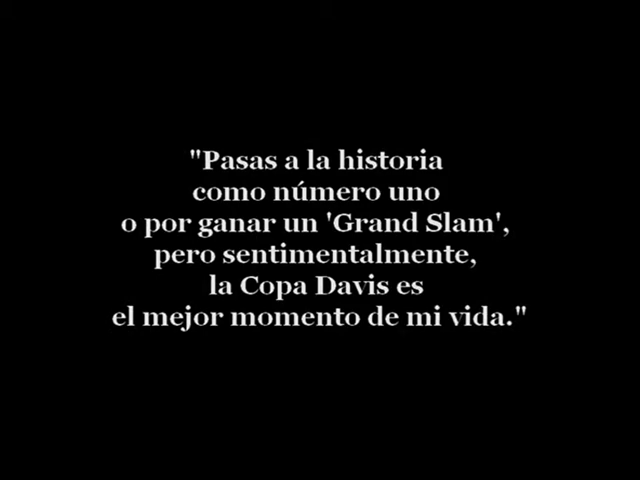 "Pasas a la historia
como número uno
o por ganar un 'Grand Slam',
pero sentimentalmente,
la Copa Davis es
el mejor momento de mi vida."